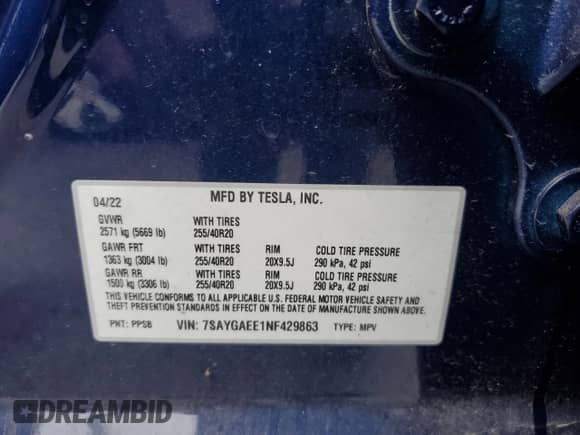 04/22 MFD BY TESLA, INC.
GVWR WITH TIRES
2571 kg (5669 lb) 255/40R20
GAWR FRT WITH TIRES RIM COLD TIRE PRESSURE
1363 kg (3004 lb) 255/40R20 20X9.5J 290 kPa, 42 psi
GAWR RR WITH TIRES RIM COLD TIRE PRESSURE
1500 kg (3306 lb) 255/40R20 20X9.5J 290 kPa, 42 psi
THIS VEHICLE CONFORMS TO ALL APPLICABLE U.S. FEDERAL MOTOR VEHICLE SAFETY AND
THEFT PREVENTION STANDARDS IN EFFECT ON THE DATE OF MANUFACTURE SHOWN ABOVE.
PNT: PPSB VIN: 7SAYGAEE1NF429863 TYPE: MPV
DREAMBID